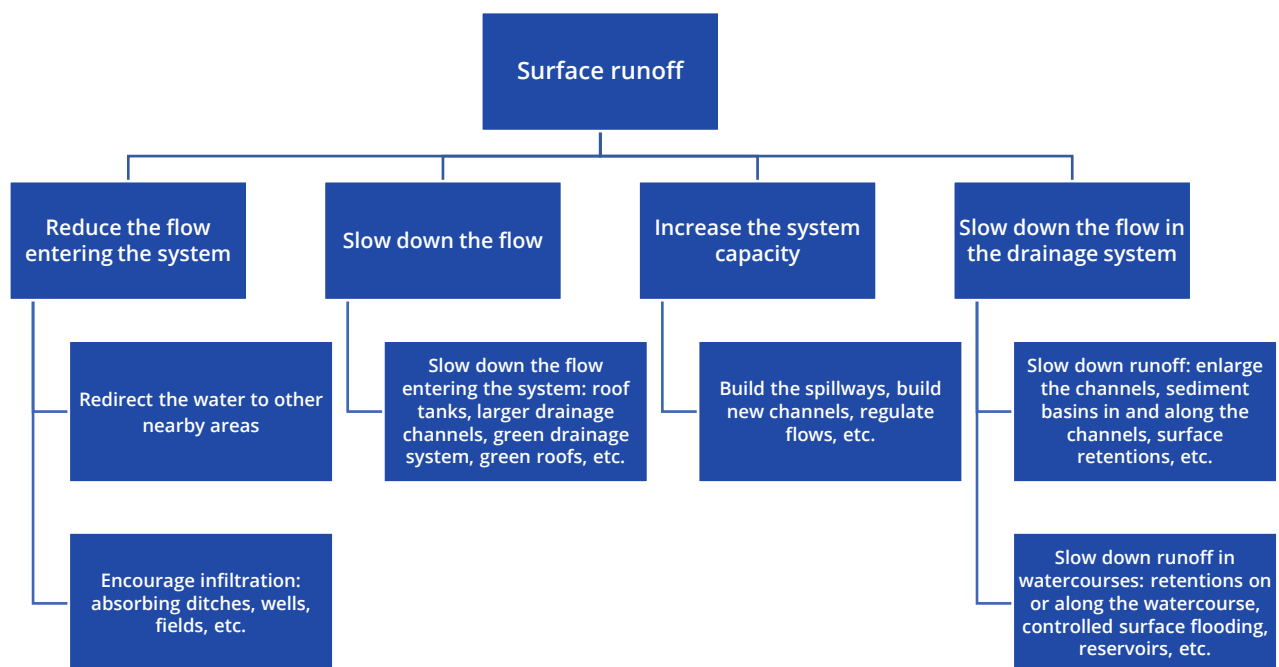 Surface runoff
Reduce the flow
entering the system
Slow down the flow
Increase the system
capacity
Slow down the flow in
the drainage system
Redirect the water to other
nearby areas
Slow down the flow
entering the system: roof
tanks, larger drainage
channels, green drainage
system, green roofs, etc.
Build the spillways, build
new channels, regulate
flows, etc.
Slow down runoff: enlarge
the channels, sediment
basins in and along the
channels, surface
retentions, etc.
Encourage infiltration:
absorbing ditches, wells,
fields, etc.
Slow down runoff in
watercourses: retentions on
or along the watercourse,
controlled surface flooding,
reservoirs, etc.